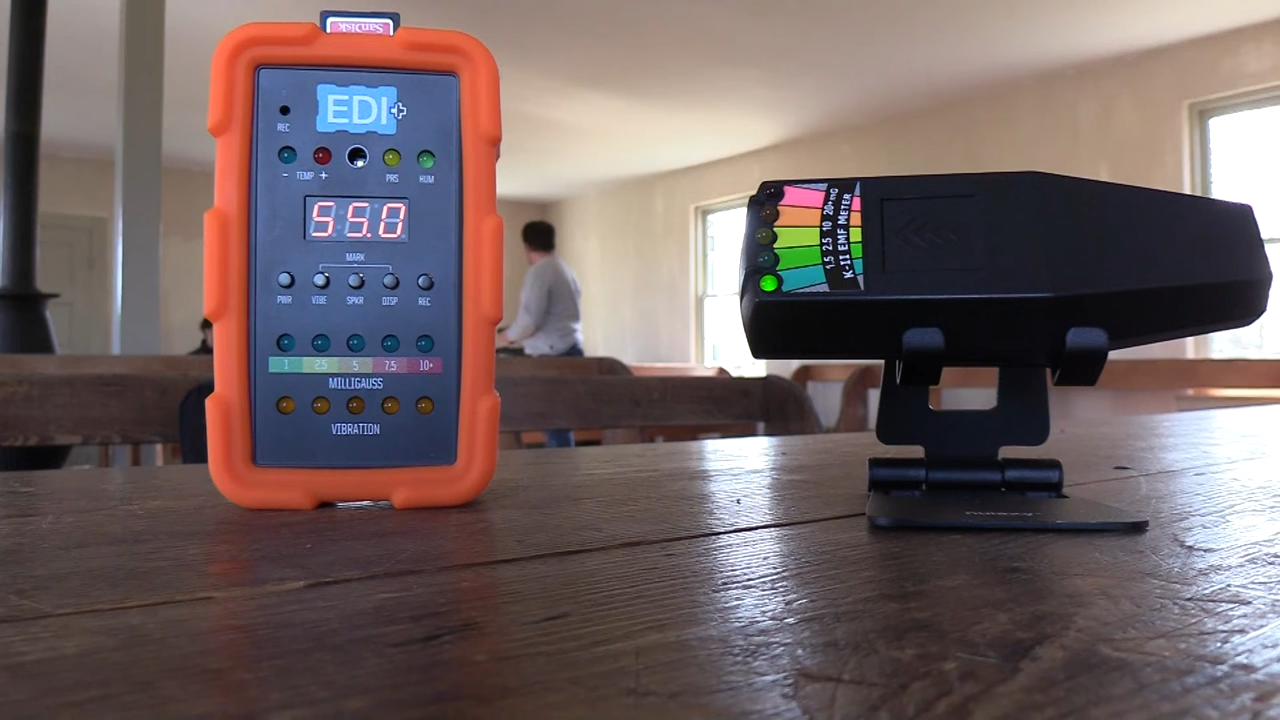 SanDisk
EDI+
REC
- TEMP +
PRS
HUM
55.0
MARK
PWR
VIBE
SPKR
DISP
REC
1 2.5 5 7.5 10+
MILLIGAUSS
VIBRATION
1.5 2.5 10 20+mG
K-II EMF METER